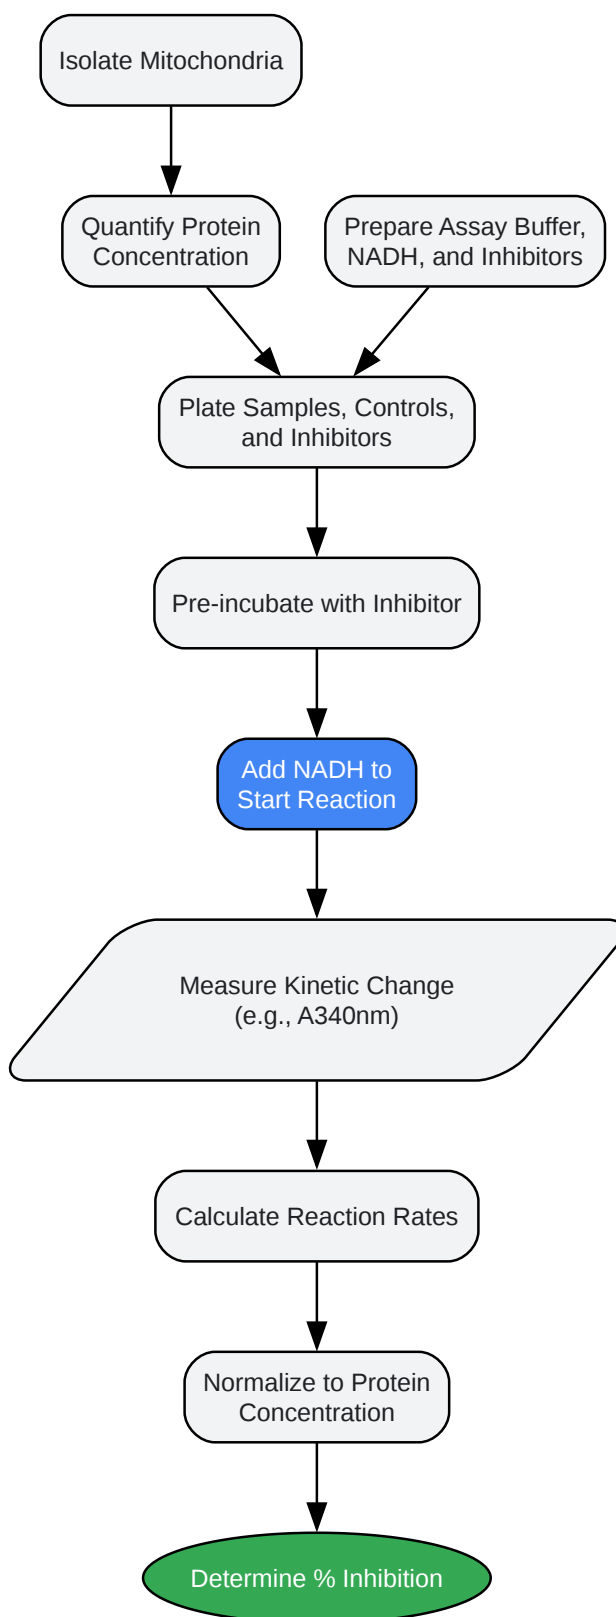 Isolate Mitochondria
Quantify Protein
Concentration
Prepare Assay Buffer,
NADH, and Inhibitors
Plate Samples, Controls,
and Inhibitors
Pre-incubate with Inhibitor
Add NADH to
Start Reaction
Measure Kinetic Change
(e.g., A340nm)
Calculate Reaction Rates
Normalize to Protein
Concentration
Determine % Inhibition